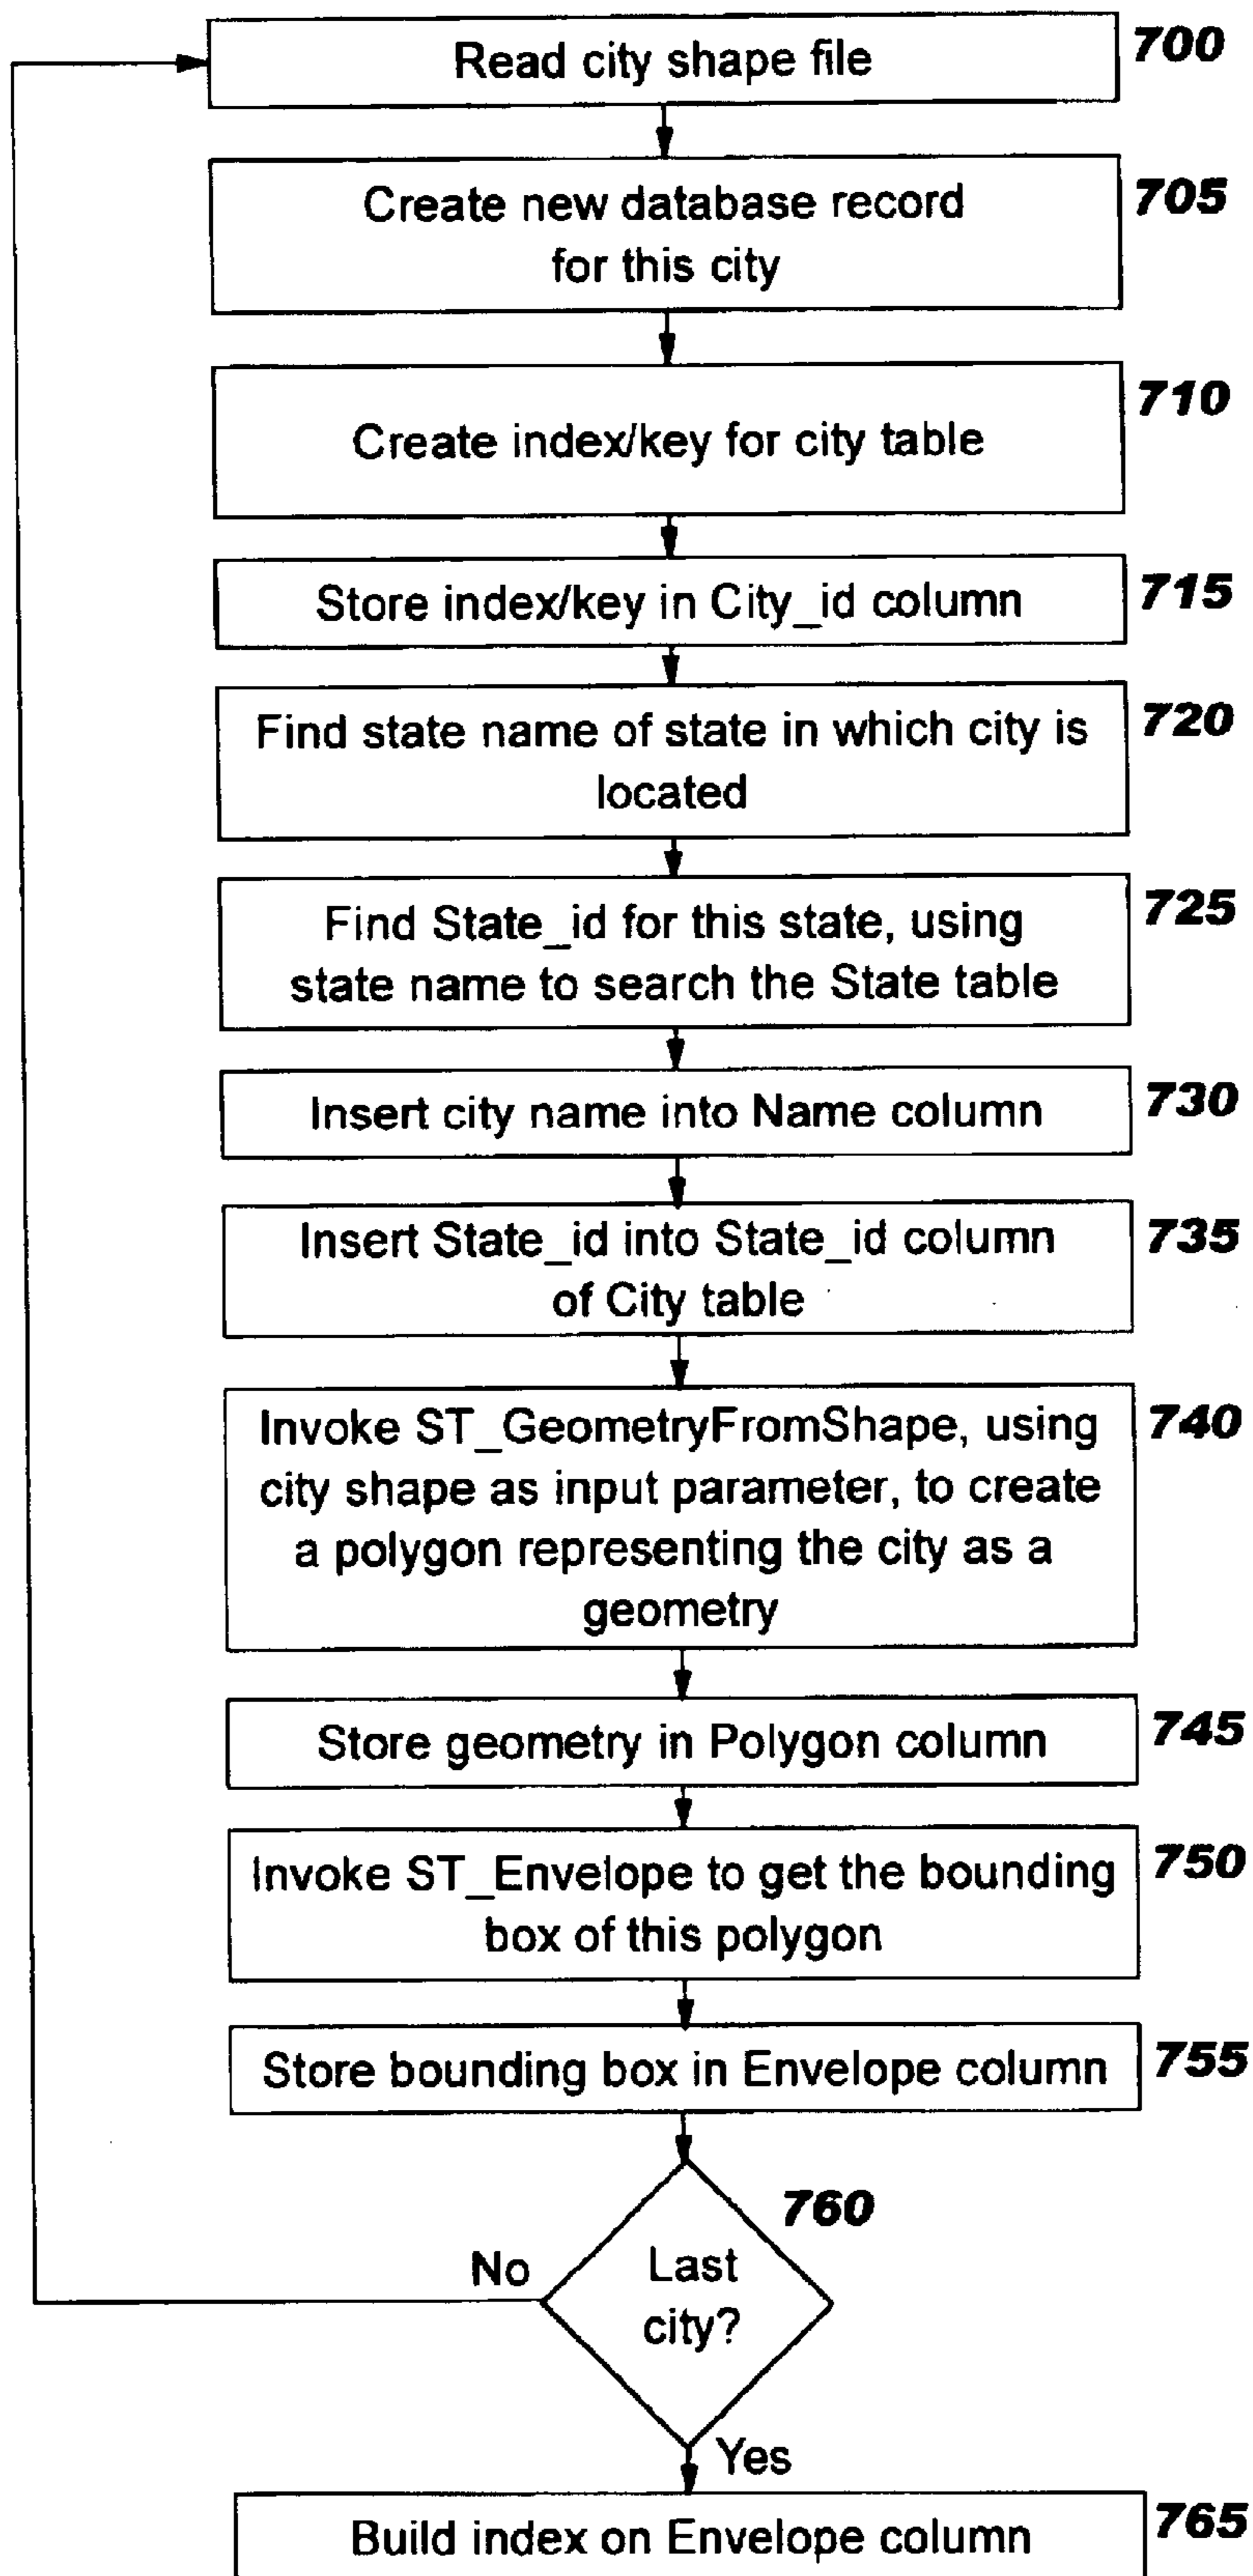 Read city shape file
700
Create new database record
for this city
705
Create index/key for city table
710
Store index/key in City_id column
715
Find state name of state in which city is
located
720
Find State_id for this state, using
state name to search the State table
725
Insert city name into Name column
730
Insert State_id into State_id column
of City table
735
Invoke ST_GeometryFromShape, using
city shape as input parameter, to create
a polygon representing the city as a
geometry
740
Store geometry in Polygon column
745
Invoke ST_Envelope to get the bounding
box of this polygon
750
Store bounding box in Envelope column
755
760
No
Last
city?
Yes
Build index on Envelope column
765